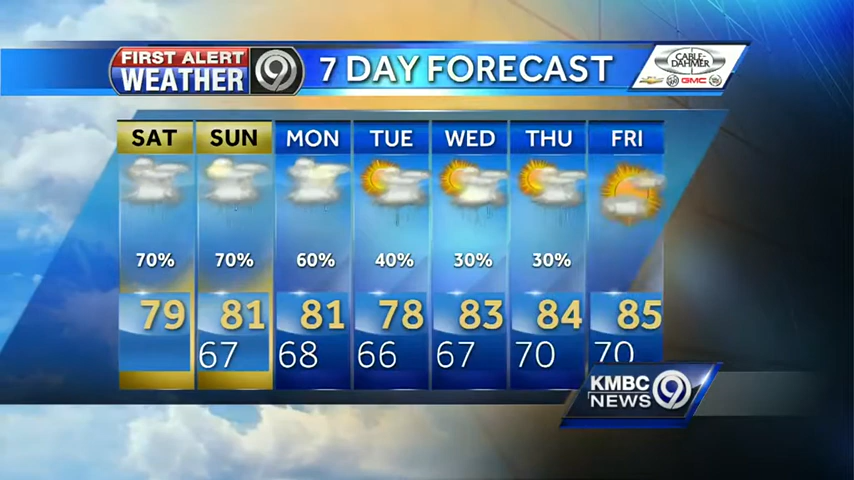 FIRST ALERT
WEATHER 9
7 DAY FORECAST
CABLE-
DAHMER
GMC
SAT SUN MON TUE WED THU FRI
70% 70% 60% 40% 30% 30%
79 81 81 78 83 84 85
67 68 66 67 70 70
KMBC 9
NEWS